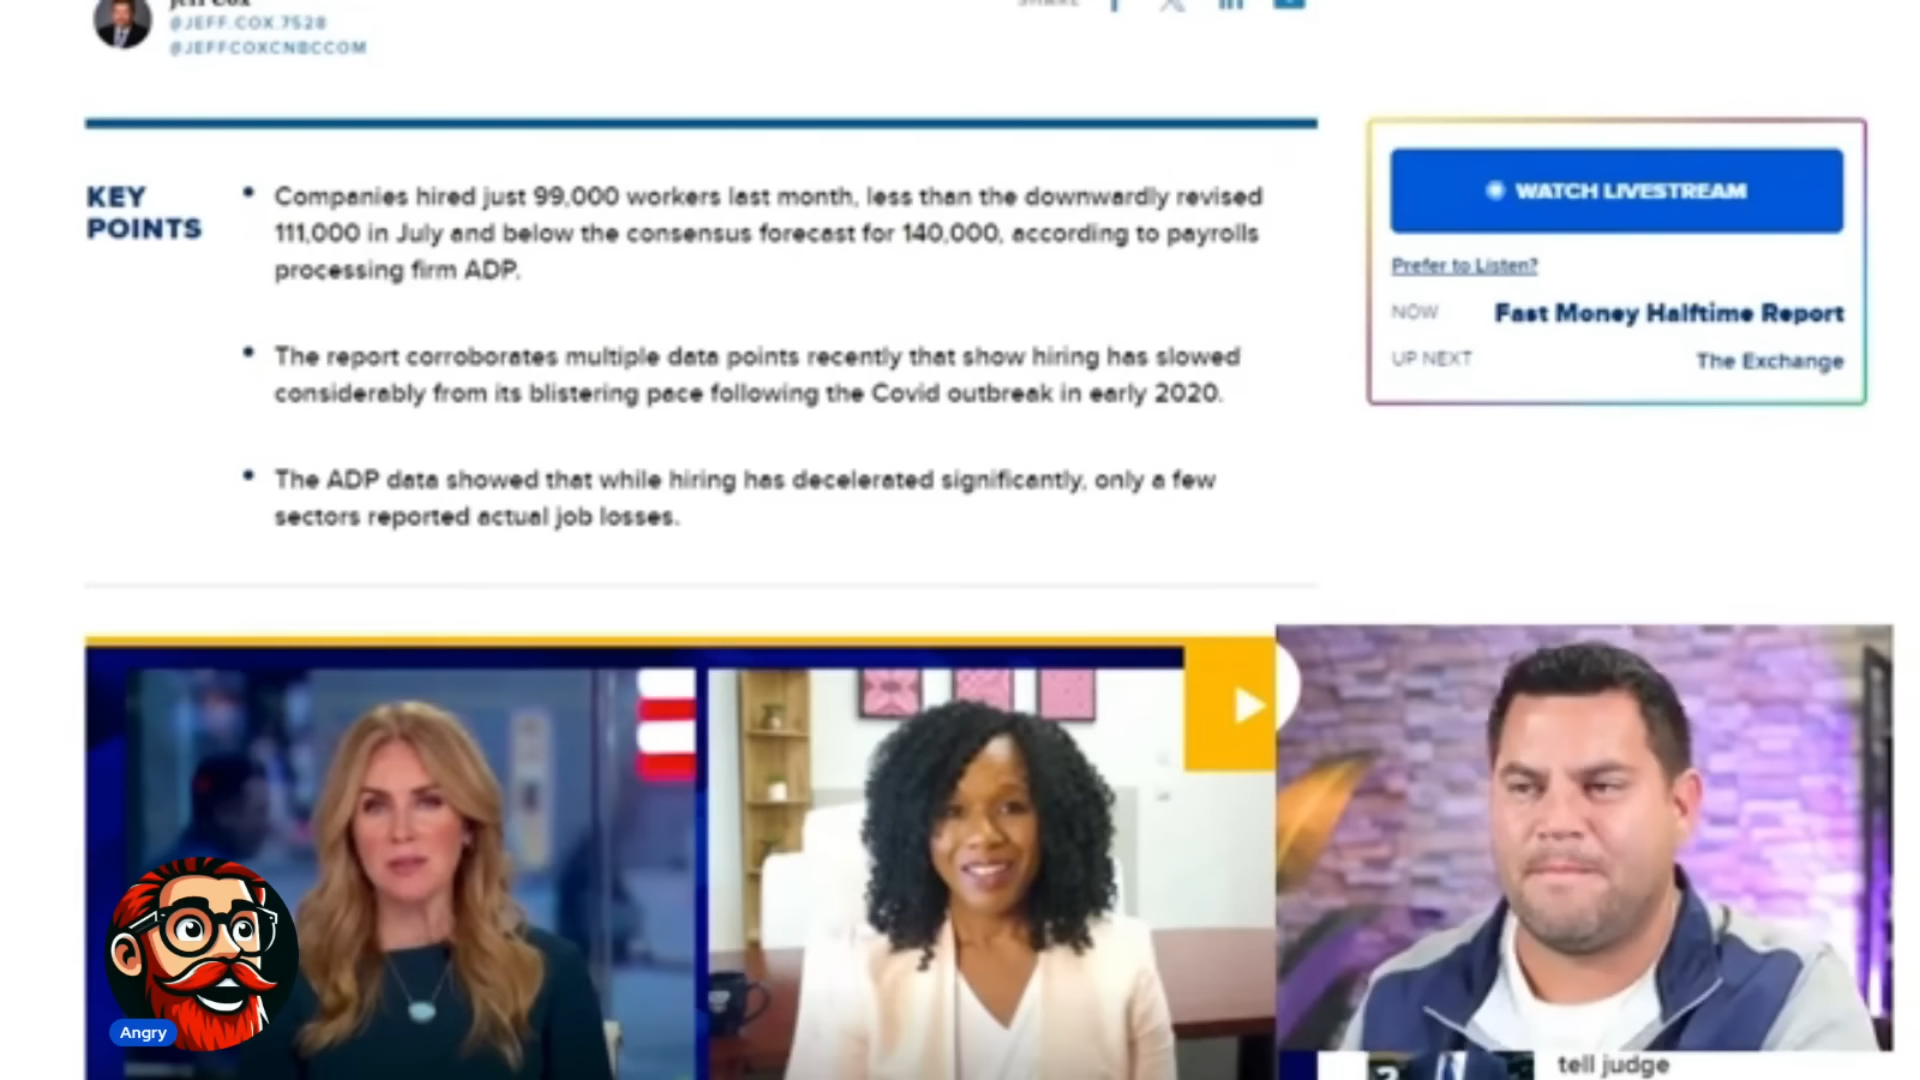 Jeff Cox
@JEFF.COX.7528
@JEFFCOXCNBCCOM
SHARE
KEY
POINTS
• Companies hired just 99,000 workers last month, less than the downwardly revised
111,000 in July and below the consensus forecast for 140,000, according to payrolls
processing firm ADP.
• The report corroborates multiple data points recently that show hiring has slowed
considerably from its blistering pace following the Covid outbreak in early 2020.
• The ADP data showed that while hiring has decelerated significantly, only a few
sectors reported actual job losses.
WATCH LIVESTREAM
Prefer to Listen?
NOW Fast Money Halftime Report
UP NEXT The Exchange
Angry
tell judge